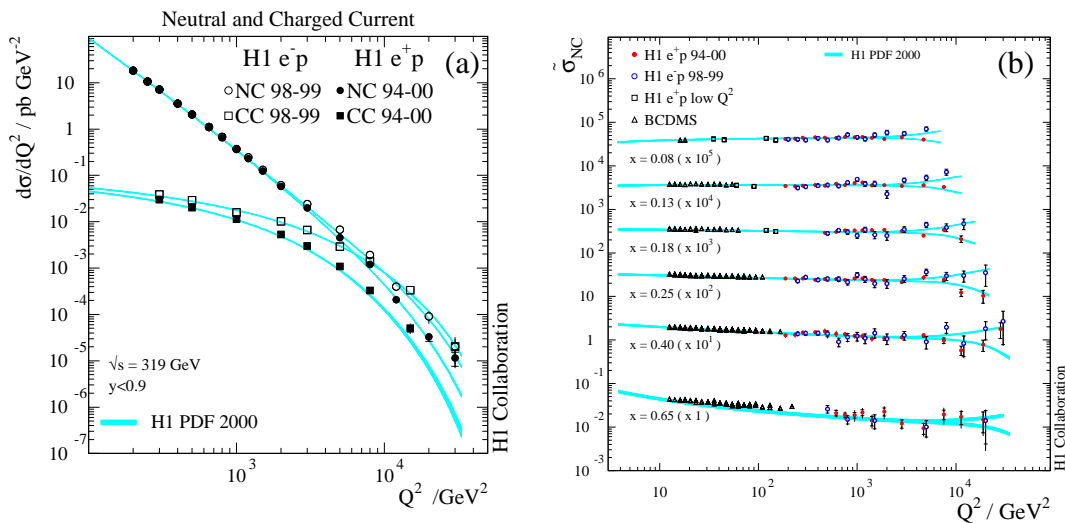 Neutral and Charged Current
(a)
H1 e⁻p H1 e⁺p
NC 98-99 NC 94-00
CC 98-99 CC 94-00
dσ/dQ² / pb GeV⁻²
10
1
10⁻¹
10⁻²
10⁻³
10⁻⁴
10⁻⁵
10⁻⁶
10⁻⁷
10
√s = 319 GeV
y<0.9
H1 PDF 2000
10³ 10⁴
Q² /GeV²
H1 Collaboration
(b)
H1 e⁺p 94-00
H1 e⁻p 98-99
H1 e⁺p low Q²
BCDMS
H1 PDF 2000
σ̃_NC
10⁶
10⁵
10⁴
10³
10²
10
1
10⁻¹
10⁻²
10⁻³
x = 0.08 ( x 10⁵ )
x = 0.13 ( x 10⁴ )
x = 0.18 ( x 10³ )
x = 0.25 ( x 10² )
x = 0.40 ( x 10¹ )
x = 0.65 ( x 1 )
10 10² 10³ 10⁴
Q² / GeV²
H1 Collaboration